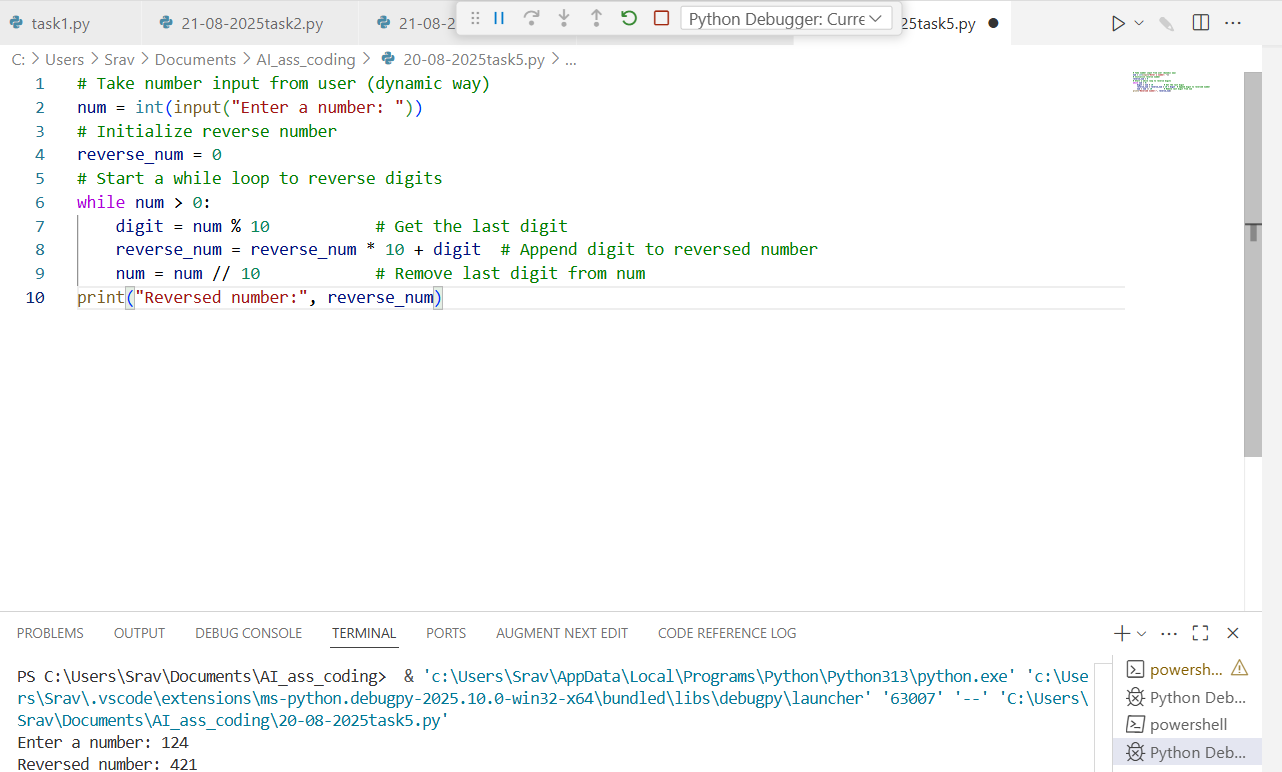 task1.py
21-08-2025task2.py
21-08-2
Python Debugger: Curre
25task5.py
C: > Users > Srav > Documents > AI_ass_coding > 20-08-2025task5.py > ...
1 # Take number input from user (dynamic way)
2 num = int(input("Enter a number: "))
3 # Initialize reverse number
4 reverse_num = 0
5 # Start a while loop to reverse digits
6 while num > 0:
7     digit = num % 10           # Get the last digit
8     reverse_num = reverse_num * 10 + digit  # Append digit to reversed number
9     num = num // 10            # Remove last digit from num
10 print("Reversed number:", reverse_num)
PROBLEMS OUTPUT DEBUG CONSOLE TERMINAL PORTS AUGMENT NEXT EDIT CODE REFERENCE LOG
PS C:\Users\Srav\Documents\AI_ass_coding>  & 'c:\Users\Srav\AppData\Local\Programs\Python\Python313\python.exe' 'c:\Use
rs\Srav\.vscode\extensions\ms-python.debugpy-2025.10.0-win32-x64\bundled\libs\debugpy\launcher' '63007' '--' 'C:\Users\
Srav\Documents\AI_ass_coding\20-08-2025task5.py'
Enter a number: 124
Reversed number: 421
powersh...
Python Deb...
powershell
Python Deb...